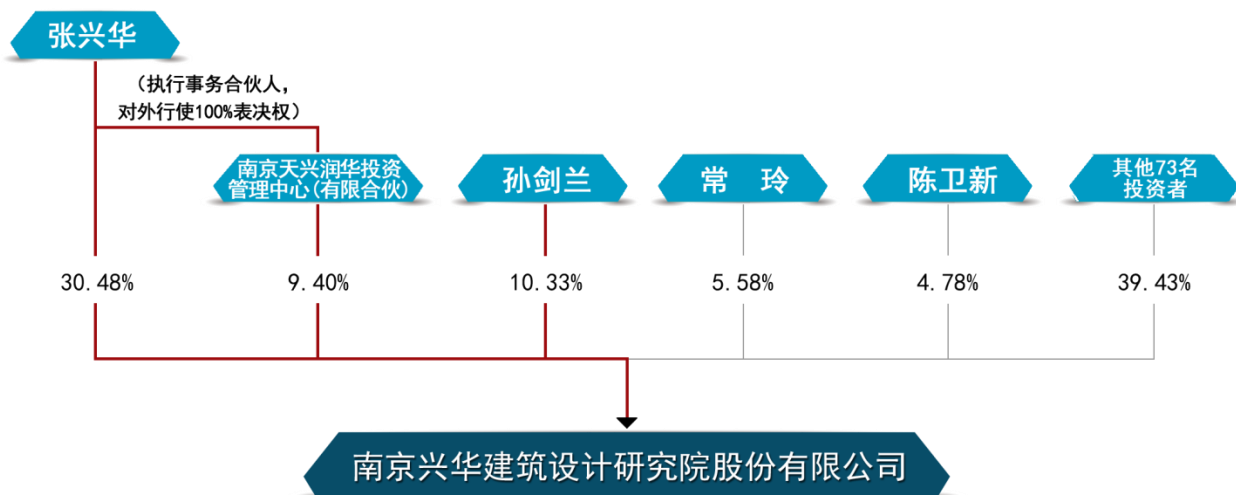 张兴华
（执行事务合伙人，
对外行使100%表决权）
南京天兴润华投资
管理中心(有限合伙)
孙剑兰
常　玲
陈卫新
其他73名
投资者
30.48%
9.40%
10.33%
5.58%
4.78%
39.43%
南京兴华建筑设计研究院股份有限公司